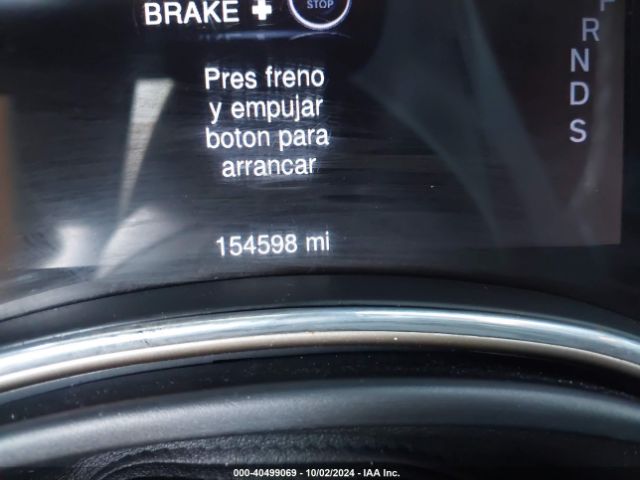 BRAKE +
STOP
R
N
D
S
Pres freno
y empujar
boton para
arrancar
154598 mi
000-40499069 - 10/02/2024 - IAA Inc.